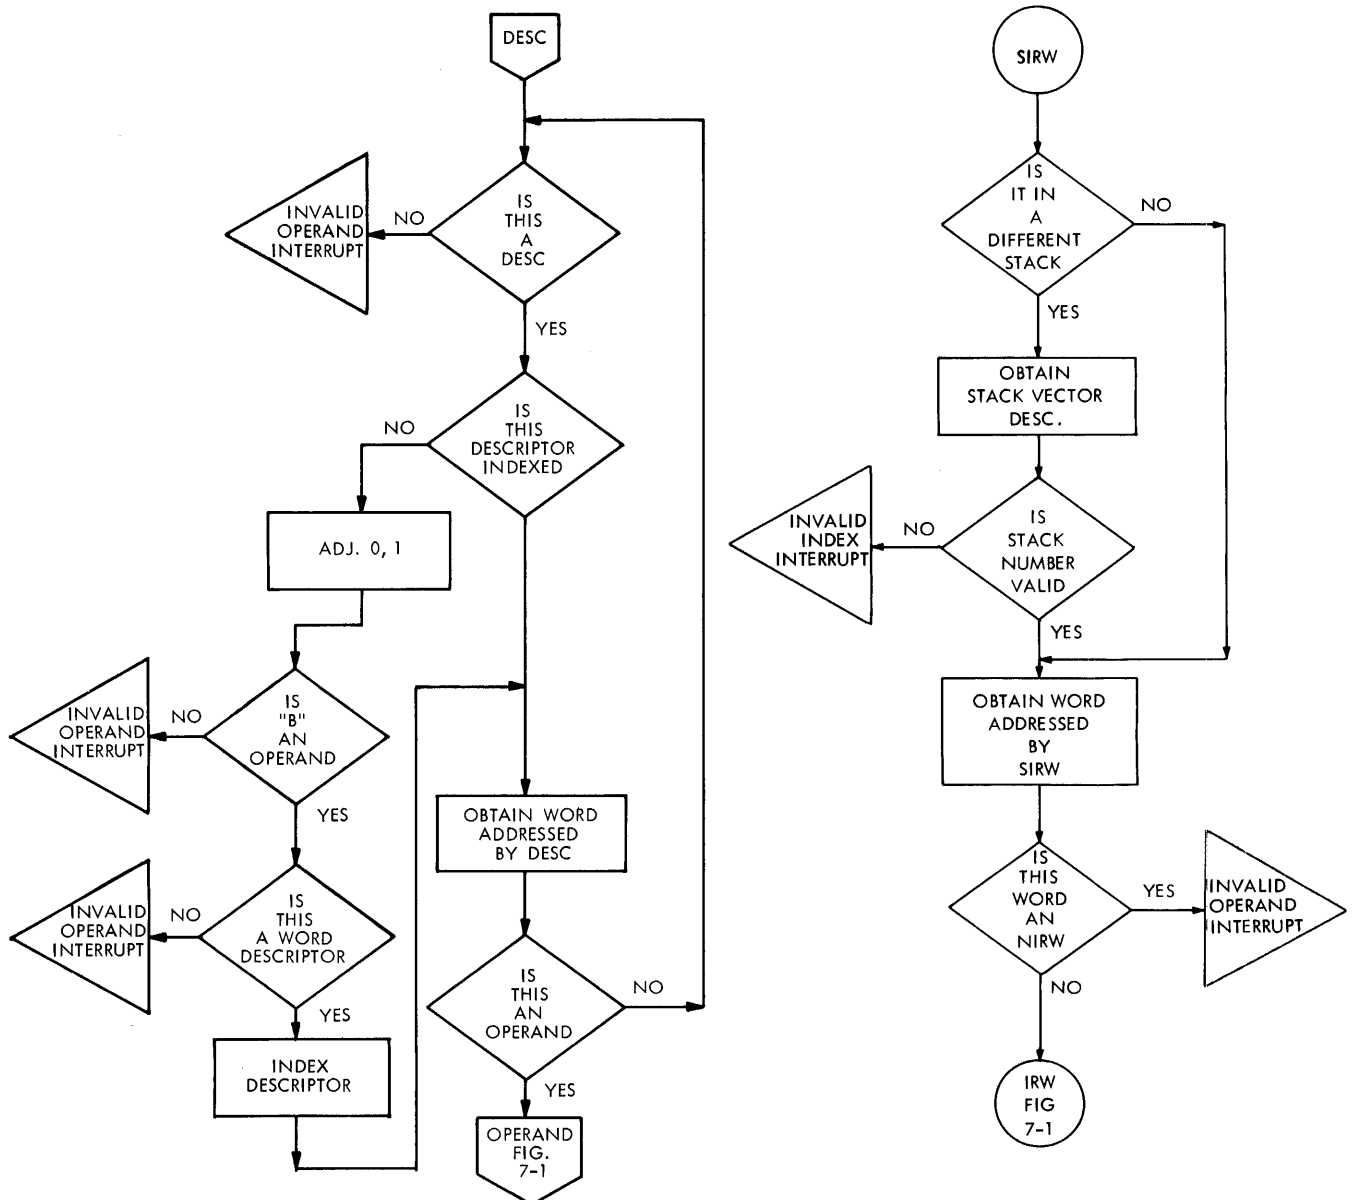 DESC
IS
THIS
A
DESC
NO
INVALID
OPERAND
INTERRUPT
YES
IS
THIS
DESCRIPTOR
INDEXED
NO
ADJ. 0, 1
IS
"B"
AN
OPERAND
NO
INVALID
OPERAND
INTERRUPT
YES
IS
THIS
A WORD
DESCRIPTOR
NO
INVALID
OPERAND
INTERRUPT
YES
INDEX
DESCRIPTOR
OBTAIN WORD
ADDRESSED
BY DESC
IS
THIS
AN
OPERAND
NO
YES
OPERAND
FIG.
7-1
SIRW
IS
IT IN
A
DIFFERENT
STACK
NO
YES
OBTAIN
STACK VECTOR
DESC.
IS
STACK
NUMBER
VALID
NO
INVALID
INDEX
INTERRUPT
YES
OBTAIN WORD
ADDRESSED
BY
SIRW
IS
THIS
WORD
AN
NIRW
YES
INVALID
OPERAND
INTERRUPT
NO
IRW
FIG
7-1